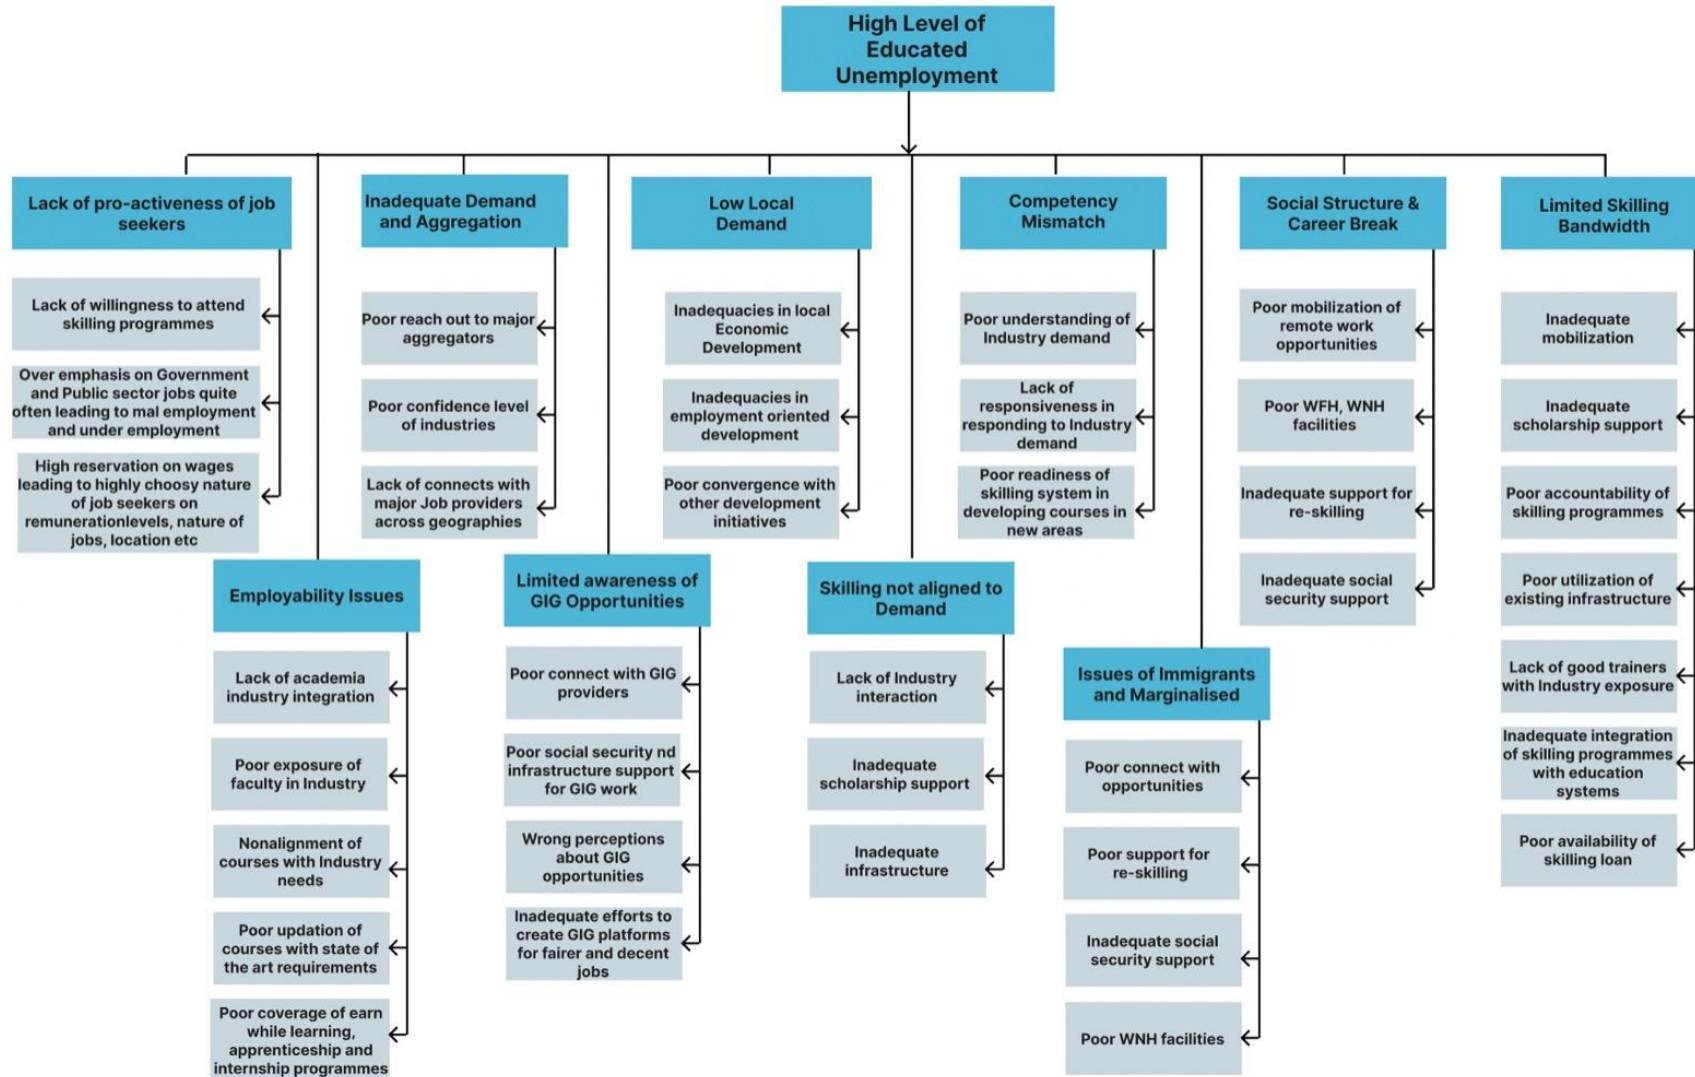 High Level of
Educated
Unemployment
Lack of pro-activeness of job
seekers
Lack of willingness to attend
skilling programmes
Over emphasis on Government
and Public sector jobs quite
often leading to mal employment
and under employment
High reservation on wages
leading to highly choosy nature
of job seekers on
remunerationlevels, nature of
jobs, location etc
Employability Issues
Lack of academia
industry integration
Poor exposure of
faculty in Industry
Nonalignment of
courses with Industry
needs
Poor updation of
courses with state of
the art requirements
Poor coverage of earn
while learning,
apprenticeship and
internship programmes
Inadequate Demand
and Aggregation
Poor reach out to major
aggregators
Poor confidence level
of industries
Lack of connects with
major Job providers
across geographies
Limited awareness of
GIG Opportunities
Poor connect with GIG
providers
Poor social security nd
infrastructure support
for GIG work
Wrong perceptions
about GIG
opportunities
Inadequate efforts to
create GIG platforms
for fairer and decent
jobs
Low Local
Demand
Inadequacies in local
Economic
Development
Inadequacies in
employment oriented
development
Poor convergence with
other development
initiatives
Skilling not aligned to
Demand
Lack of Industry
interaction
Inadequate
scholarship support
Inadequate
infrastructure
Competency
Mismatch
Poor understanding of
Industry demand
Lack of
responsiveness in
responding to Industry
demand
Poor readiness of
skilling system in
developing courses in
new areas
Issues of Immigrants
and Marginalised
Poor connect with
opportunities
Poor support for
re-skilling
Inadequate social
security support
Poor WNH facilities
Social Structure &
Career Break
Poor mobilization of
remote work
opportunities
Poor WFH, WNH
facilities
Inadequate support for
re-skilling
Inadequate social
security support
Limited Skilling
Bandwidth
Inadequate
mobilization
Inadequate
scholarship support
Poor accountability of
skilling programmes
Poor utilization of
existing infrastructure
Lack of good trainers
with Industry exposure
Inadequate integration
of skilling programmes
with education
systems
Poor availability of
skilling loan